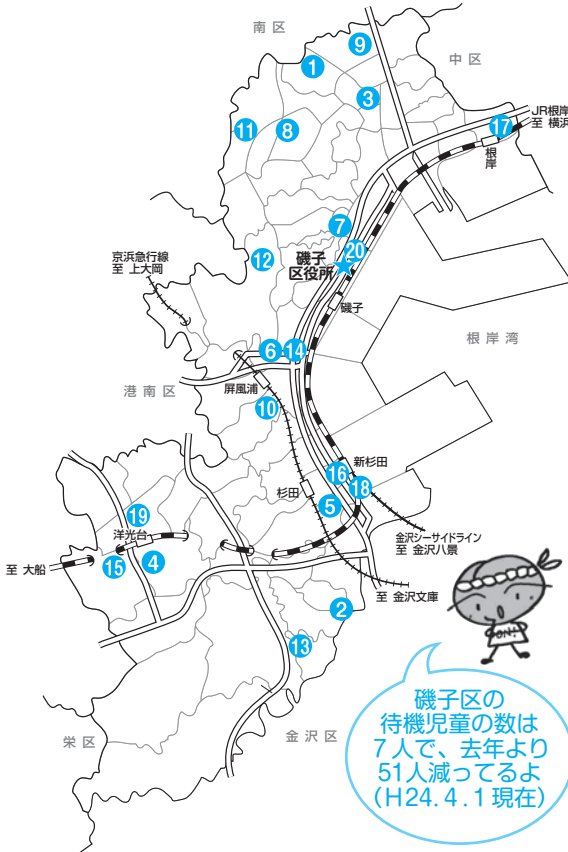 南区
9
1
中区
3
JR根岸
至 横浜
17
11
8
根岸
7
京浜急行線
至 上大岡
12
20
磯子
区役所
磯子
根岸湾
6
14
港南区
屏風浦
10
新杉田
16
18
杉田
5
19
洋光台
金沢シーサイドライン
至 金沢八景
至 大船
15
4
至 金沢文庫
2
13
栄区
金沢区
磯子区の
待機児童の数は
7人で、去年より
51人減ってるよ
(H24.4.1現在)